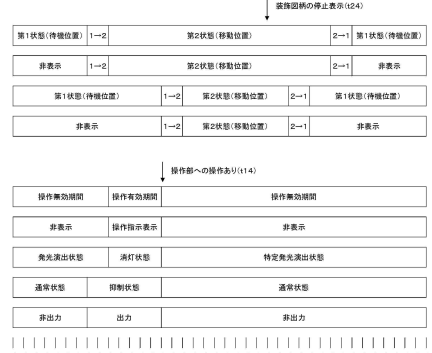 装飾図柄の停止表示(t24)
第1状態(待機位置) 1→2 第2状態(移動位置) 2→1 第1状態(待機位置)
非表示 1→2 第2状態(移動位置) 2→1 非表示
第1状態(待機位置) 1→2 第2状態(移動位置) 2→1 第1状態(待機位置)
非表示 1→2 第2状態(移動位置) 2→1 非表示
操作部への操作あり(t14)
操作無効期間 操作有効期間 操作無効期間
非表示 操作指示表示 非表示
発光演出状態 消灯状態 特定発光演出状態
通常状態 抑制状態 通常状態
非出力 出力 非出力